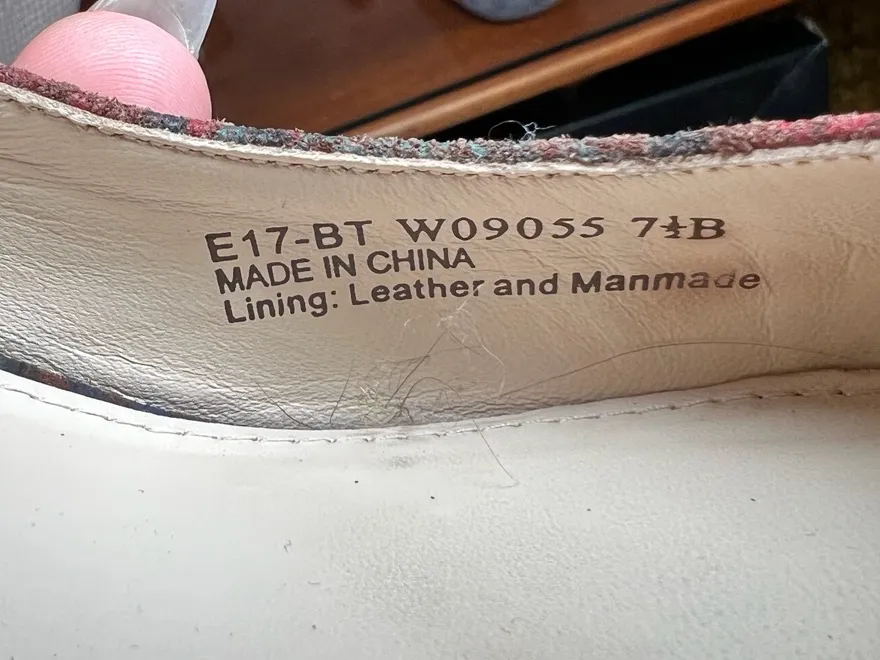 E17-BT W09055 7½B
MADE IN CHINA
Lining: Leather and Manmade